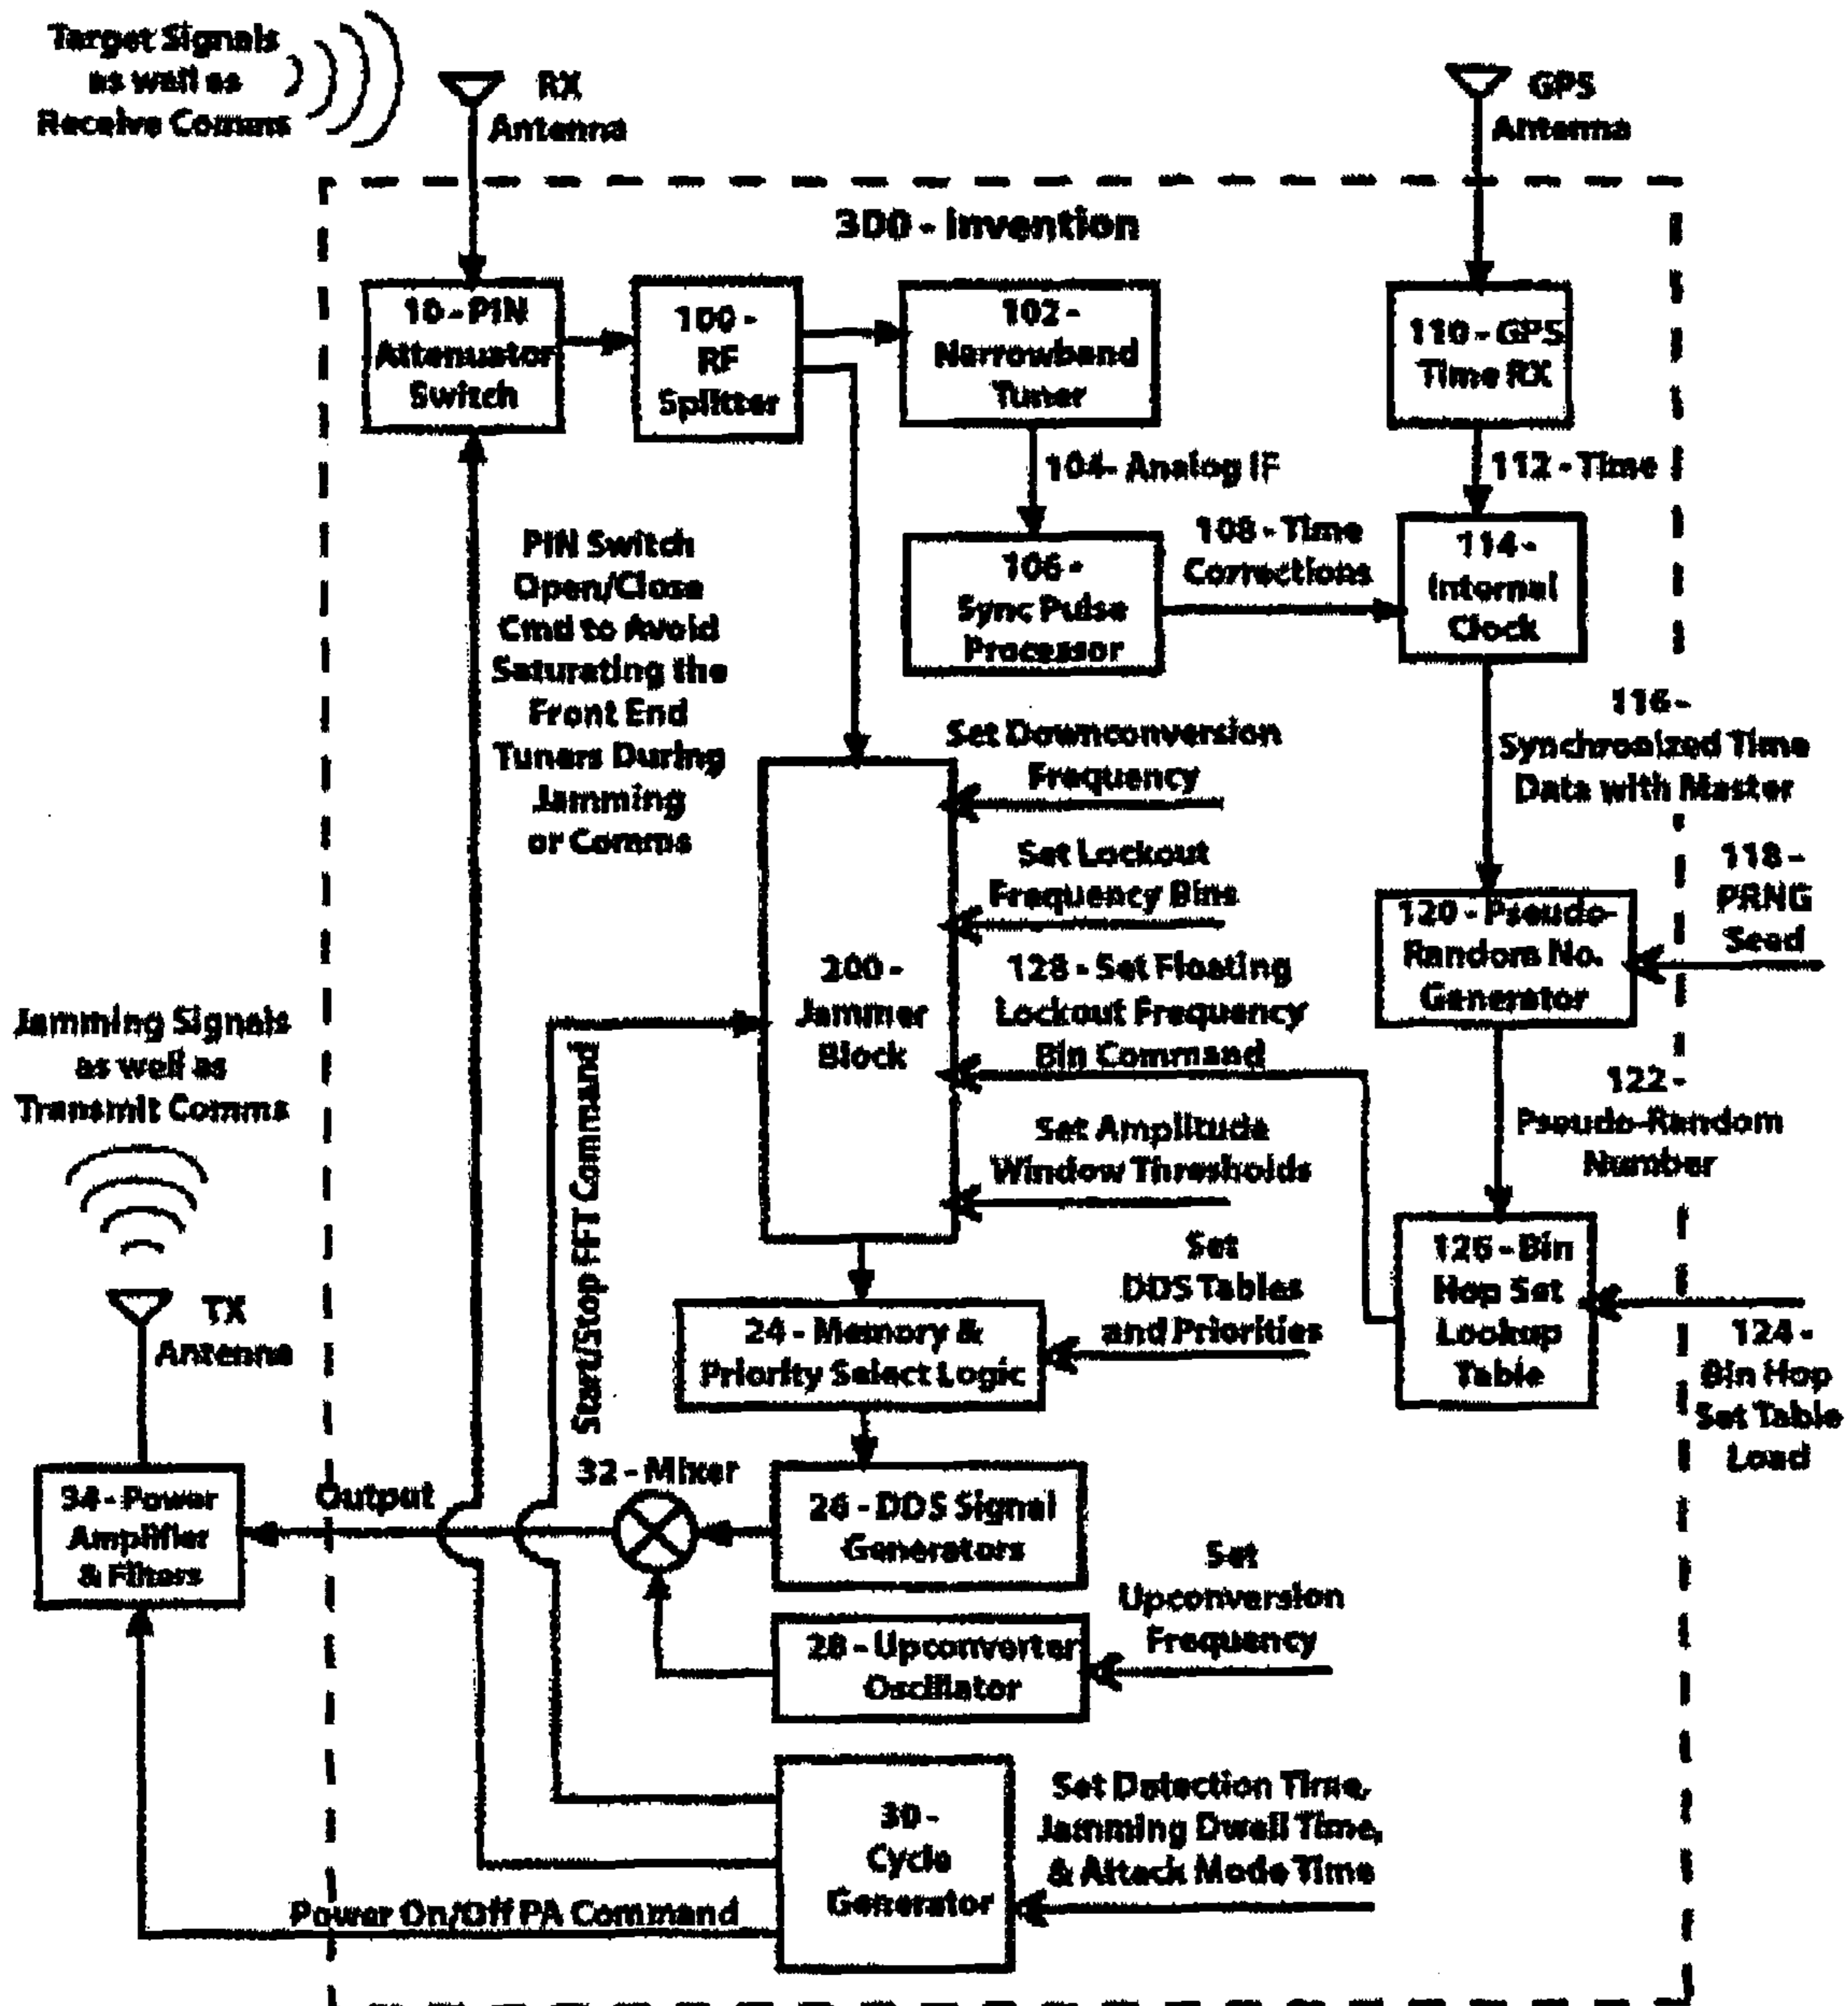 Target Signals
as well as
Receive Comms
RX
Antenna
GPS
Antenna
300 - Invention
10 - PIN
Attenuator
Switch
100 -
RF
Splitter
102 -
Narrowband
Tuner
110 - GPS
Time RX
104 - Analog IF
112 - Time
PIN Switch
Open/Close
Cmd to Avoid
Saturating the
Front End
Tuners During
Jamming
or Comms
106 -
Sync Pulse
Processor
108 - Time
Corrections
114 -
Internal
Clock
116 -
Synchronized Time
Data with Master
Set Downconversion
Frequency
Set Lockout
Frequency Bins
118 -
PRNG
Seed
120 - Pseudo-
Random No.
Generator
200 -
Jammer
Block
128 - Set Floating
Lockout Frequency
Bin Command
Jamming Signals
as well as
Transmit Comms
122 -
Pseudo-Random
Number
Start/Stop FFT Command
Set Amplitude
Window Thresholds
Set
DDS Tables
and Priorities
126 - Bin
Hop Set
Lookup
Table
124 -
Bin Hop
Set Table
Load
TX
Antenna
24 - Memory &
Priority Select Logic
32 - Mixer
34 - Power
Amplifier
& Filters
Output
26 - DDS Signal
Generators
Set
Upconversion
Frequency
28 - Upconverter
Oscillator
30 -
Cycle
Generator
Set Detection Time,
Jamming Dwell Time,
& Attack Mode Time
Power On/Off PA Command